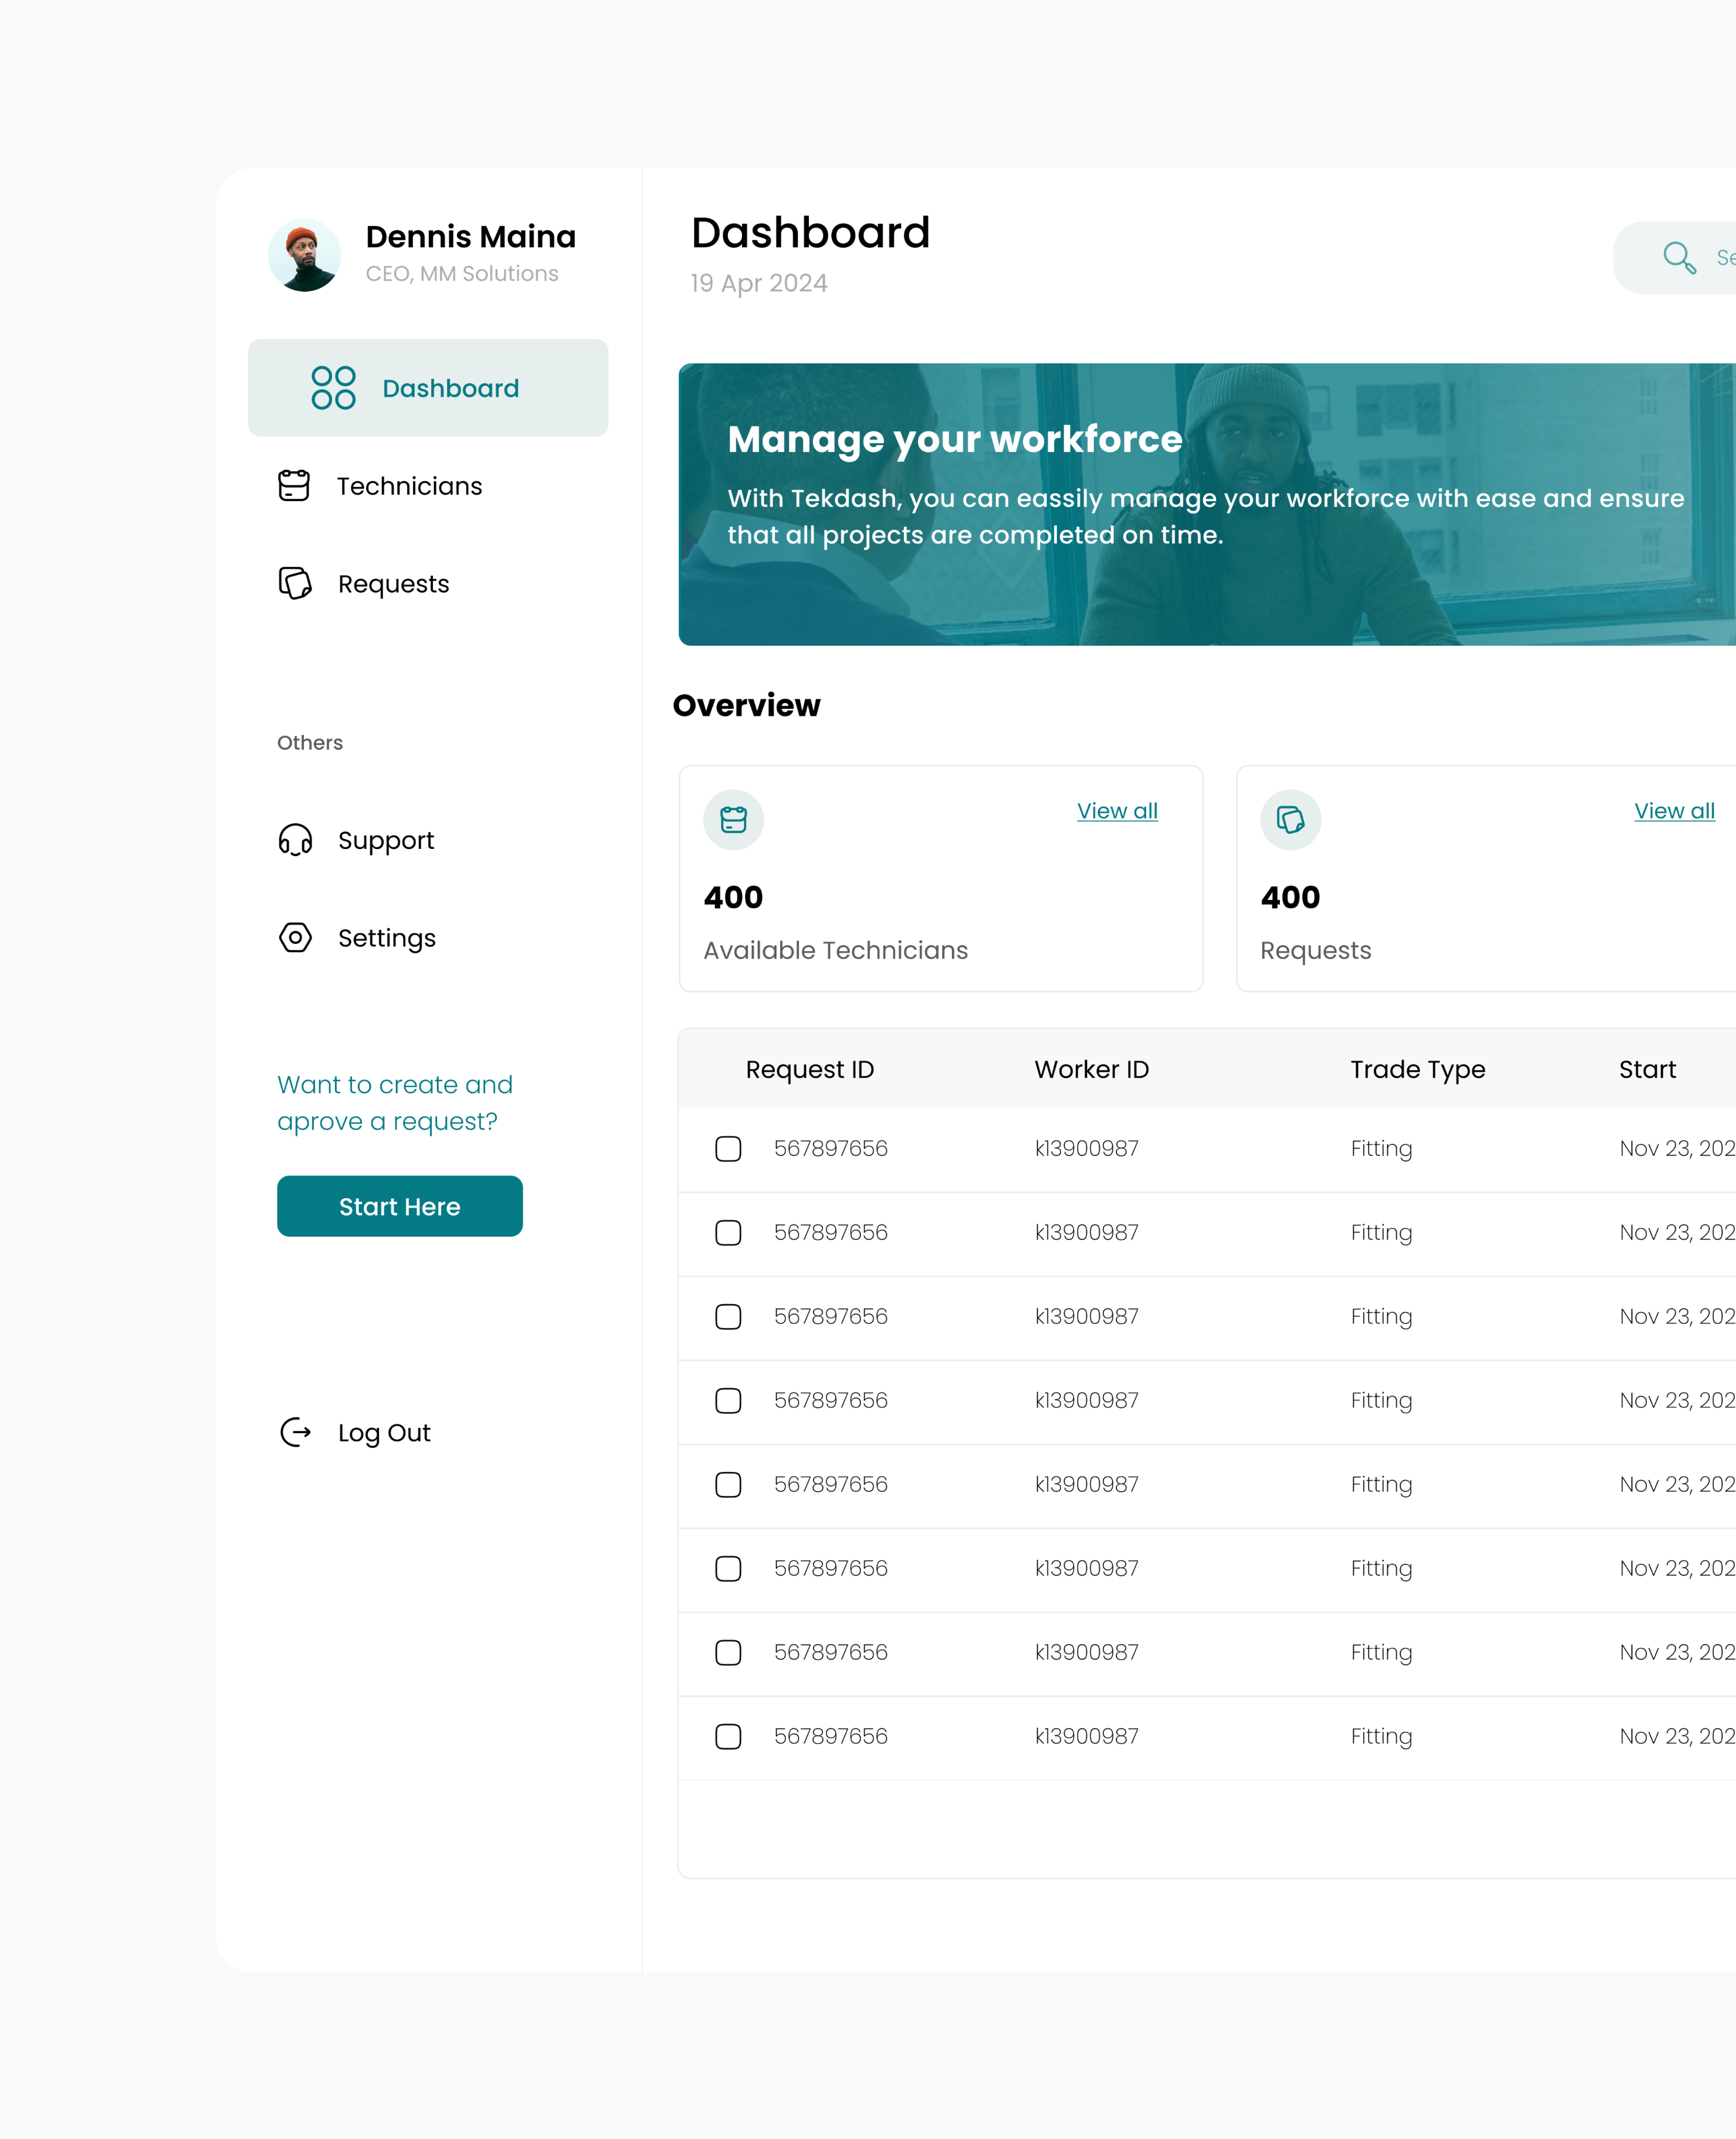 Dennis Maina
CEO, MM Solutions
Dashboard
Technicians
Requests
Others
Support
Settings
Want to create and
aprove a request?
Start Here
Log Out
Dashboard
19 Apr 2024
Manage your workforce
With Tekdash, you can eassily manage your workforce with ease and ensure
that all projects are completed on time.
Overview
View all
400
Available Technicians
View all
400
Requests
Request ID Worker ID Trade Type Start
567897656 k13900987 Fitting Nov 23, 202
567897656 k13900987 Fitting Nov 23, 202
567897656 k13900987 Fitting Nov 23, 202
567897656 k13900987 Fitting Nov 23, 202
567897656 k13900987 Fitting Nov 23, 202
567897656 k13900987 Fitting Nov 23, 202
567897656 k13900987 Fitting Nov 23, 202
567897656 k13900987 Fitting Nov 23, 202